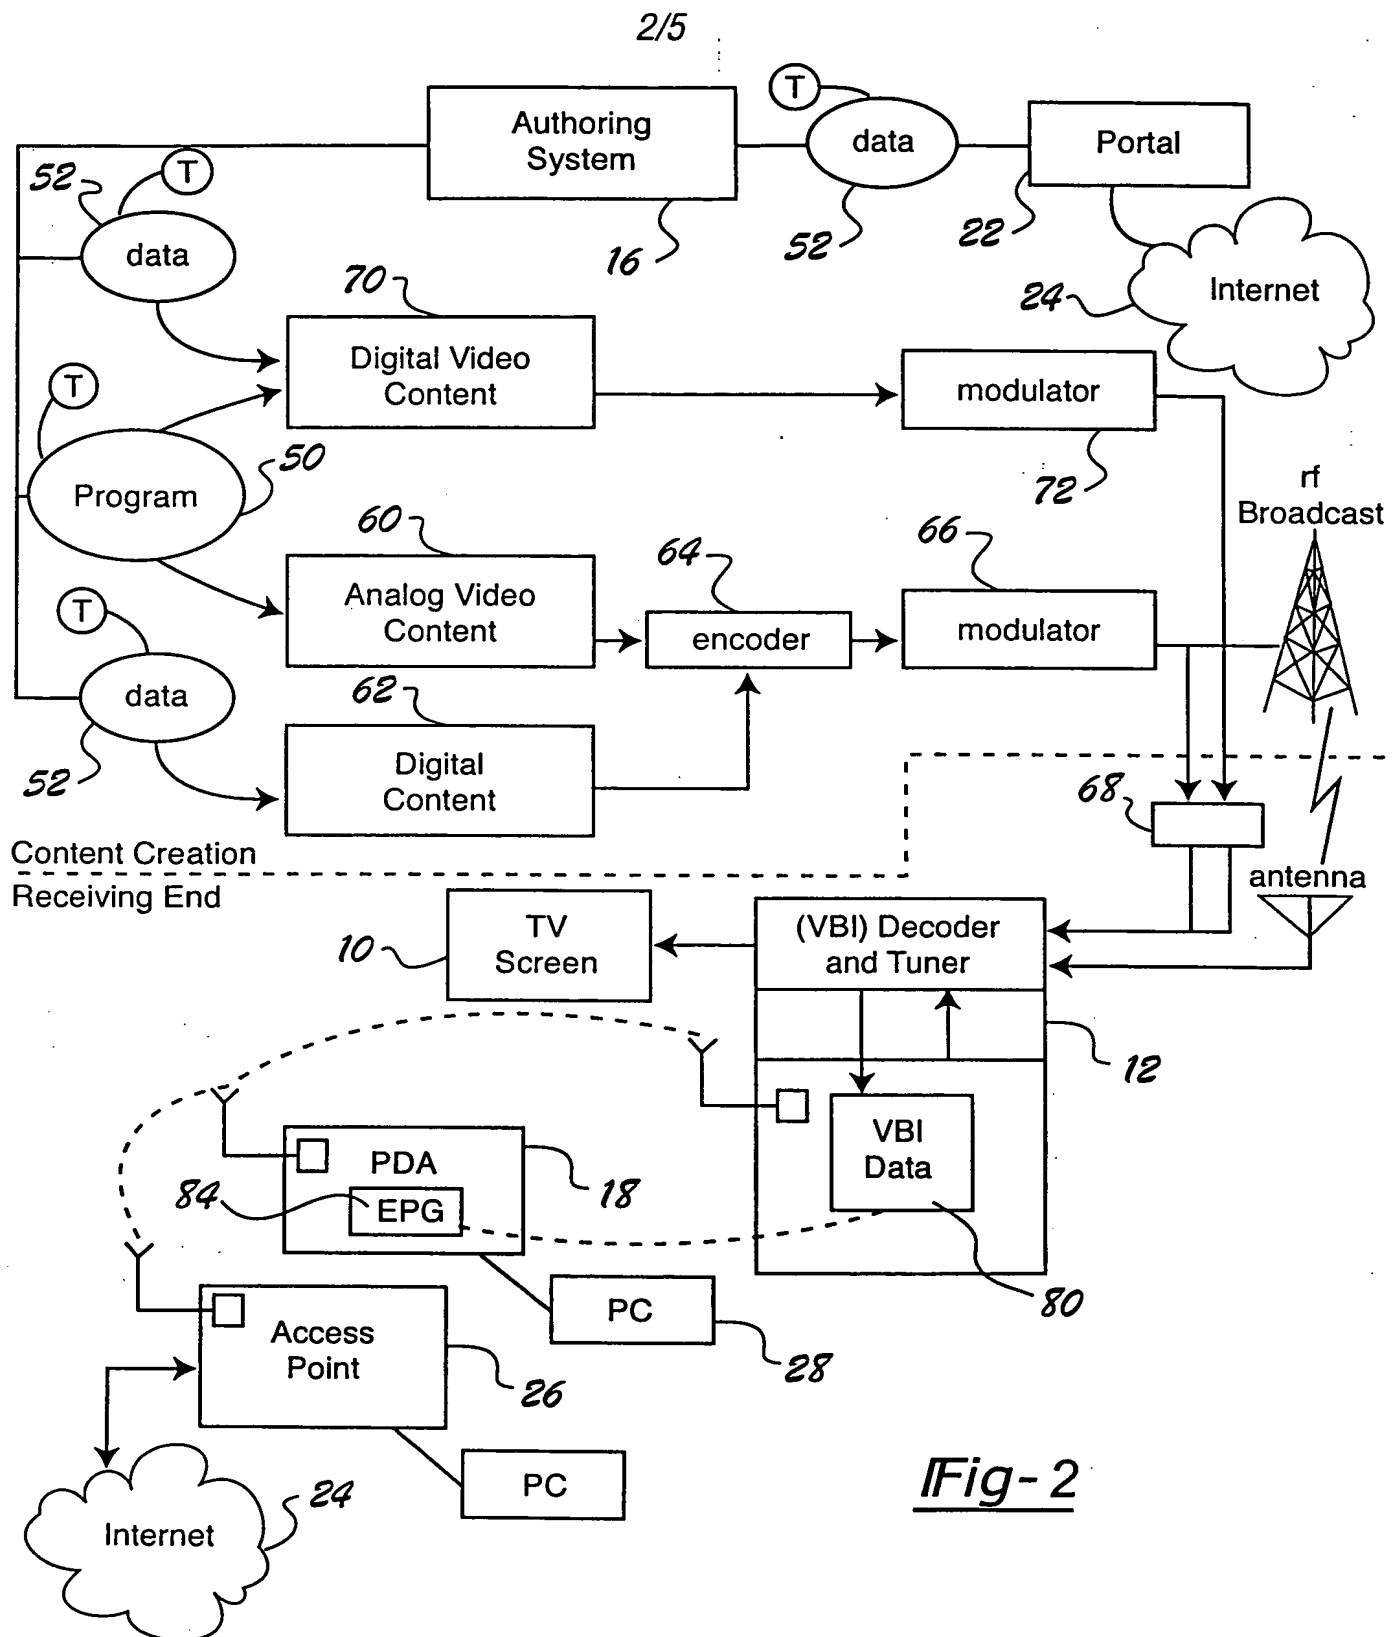 2/5
T
Authoring
System
data
Portal
T
52
data
16
52
22
Internet
24
70
Digital Video
Content
modulator
72
T
Program
50
rf
Broadcast
60
Analog Video
Content
64
encoder
66
modulator
T
data
52
62
Digital
Content
68
Content Creation
Receiving End
antenna
TV
Screen
10
(VBI) Decoder
and Tuner
12
VBI
Data
80
PDA
18
84
EPG
PC
28
Access
Point
26
PC
Internet
24
Fig-2